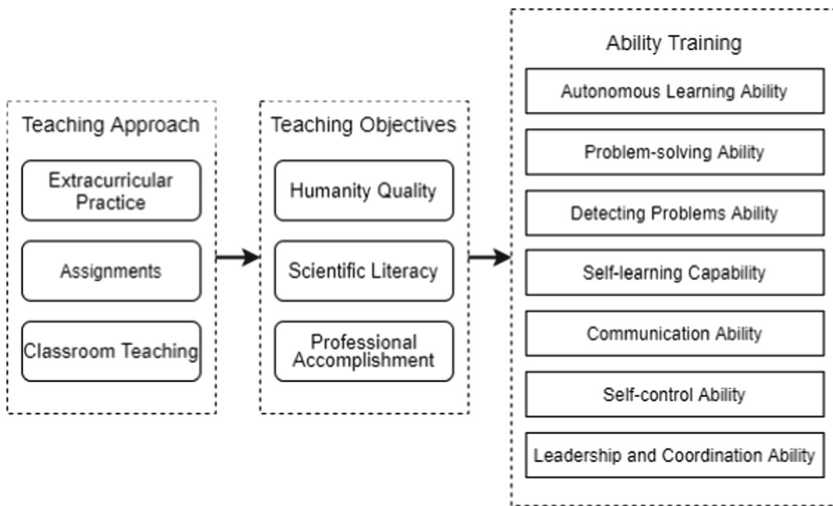 Teaching Approach
Extracurricular
Practice
Assignments
Classroom Teaching
Teaching Objectives
Humanity Quality
Scientific Literacy
Professional
Accomplishment
Ability Training
Autonomous Learning Ability
Problem-solving Ability
Detecting Problems Ability
Self-learning Capability
Communication Ability
Self-control Ability
Leadership and Coordination Ability